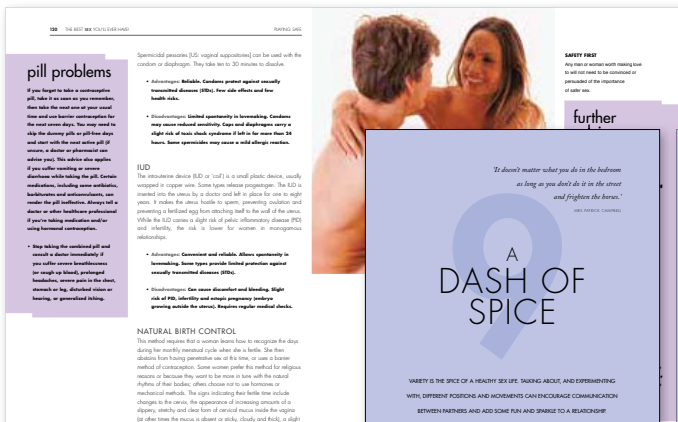 120 THE BEST SEX YOU'LL EVER HAVE!
PLAYING SAFE
pill problems
If you forget to take a contraceptive
pill, take it as soon as you remember,
then take the next one at your usual
time and use barrier contraception for
the next seven days. You may need to
skip the dummy pills or pill-free days
and start with the next active pill (if
unsure, a doctor or pharmacist can
advise you). This advice also applies
if you suffer vomiting or severe
diarrhoea while taking the pill. Certain
medications, including some antibiotics,
barbiturates and anticonvulsants, can
render the pill ineffective. Always tell a
doctor or other healthcare professional
if you're taking medication and/or
using hormonal contraception.
• Stop taking the combined pill and
consult a doctor immediately if
you suffer severe breathlessness
(or cough up blood), prolonged
headaches, severe pain in the chest,
stomach or leg, disturbed vision or
hearing, or generalized itching.
Spermicidal pessaries (US: vaginal suppositories) can be used with the
condom or diaphragm. They take ten to 30 minutes to dissolve.
• Advantages: Reliable. Condoms protect against sexually
transmitted diseases (STDs). Few side effects and few
health risks.
• Disadvantages: Limited spontaneity in lovemaking. Condoms
may cause reduced sensitivity. Caps and diaphragms carry a
slight risk of toxic shock syndrome if left in for more than 24
hours. Some spermicides may cause a mild allergic reaction.
IUD
The intrauterine device (IUD or 'coil') is a small plastic device, usually
wrapped in copper wire. Some types release progestogen. The IUD is
inserted into the uterus by a doctor and left in place for one to eight
years. It makes the uterus hostile to sperm, preventing ovulation and
preventing a fertilized egg from attaching itself to the wall of the uterus.
While the IUD carries a slight risk of pelvic inflammatory disease (PID)
and infertility, the risk is lower for women in monogamous
relationships.
• Advantages: Convenient and reliable. Allows spontaneity in
lovemaking. Some types provide limited protection against
sexually transmitted diseases (STDs).
• Disadvantages: Can cause discomfort and bleeding. Slight
risk of PID, infertility and ectopic pregnancy (embryo
growing outside the uterus). Requires regular medical checks.
NATURAL BIRTH CONTROL
This method requires that a woman learns how to recognize the days
during her monthly menstrual cycle when she is fertile. She then
abstains from having penetrative sex at this time, or uses a barrier
method of contraception. Some women prefer this method for religious
reasons or because they want to be more in tune with the natural
rhythms of their bodies; others choose not to use hormones or
mechanical methods. The signs indicating their fertile time include
changes to the cervix, the appearance of increasing amounts of a
slippery, stretchy and clear form of cervical mucus inside the vagina
(at other times the mucus is absent or sticky, cloudy and thick), a slight
SAFETY FIRST
Any man or woman worth making love
to will not need to be convinced or
persuaded of the importance
of safer sex.
further
'It doesn't matter what you do in the bedroom
as long as you don't do it in the street
and frighten the horses.'
MRS PATRICK CAMPBELL
9
A
DASH OF
SPICE
VARIETY IS THE SPICE OF A HEALTHY SEX LIFE. TALKING ABOUT, AND EXPERIMENTING
WITH, DIFFERENT POSITIONS AND MOVEMENTS CAN ENCOURAGE COMMUNICATION
BETWEEN PARTNERS AND ADD SOME FUN AND SPARKLE TO A RELATIONSHIP.